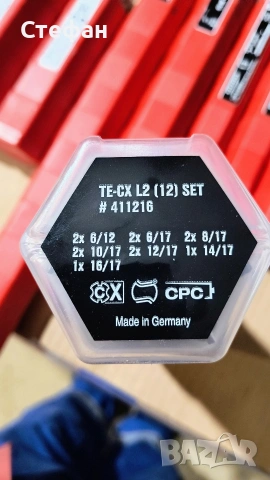 Стефан
TE-CX L2 (12) SET
# 411216
2x 6/12 2x 6/17 2x 8/17
2x 10/17 2x 12/17 1x 14/17
1x 16/17
CX CPC
Made in Germany
BAZAR